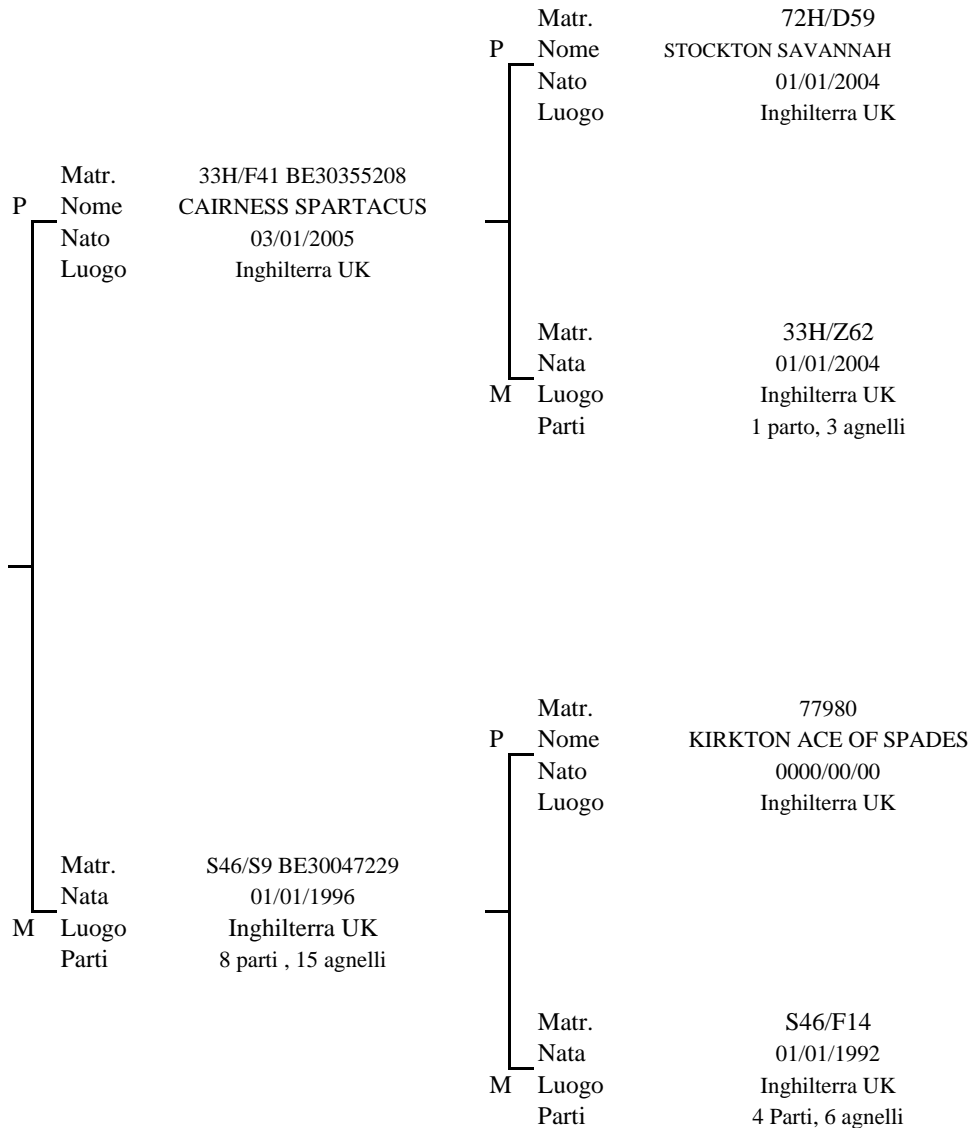 Matr. 72H/D59
P Nome STOCKTON SAVANNAH
Nato 01/01/2004
Luogo Inghilterra UK
Matr. 33H/F41 BE30355208
P Nome CAIRNESS SPARTACUS
Nato 03/01/2005
Luogo Inghilterra UK
Matr. 33H/Z62
Nata 01/01/2004
M Luogo Inghilterra UK
Parti 1 parto, 3 agnelli
Matr. 77980
P Nome KIRKTON ACE OF SPADES
Nato 0000/00/00
Luogo Inghilterra UK
Matr. S46/S9 BE30047229
Nata 01/01/1996
M Luogo Inghilterra UK
Parti 8 parti , 15 agnelli
Matr. S46/F14
Nata 01/01/1992
M Luogo Inghilterra UK
Parti 4 Parti, 6 agnelli